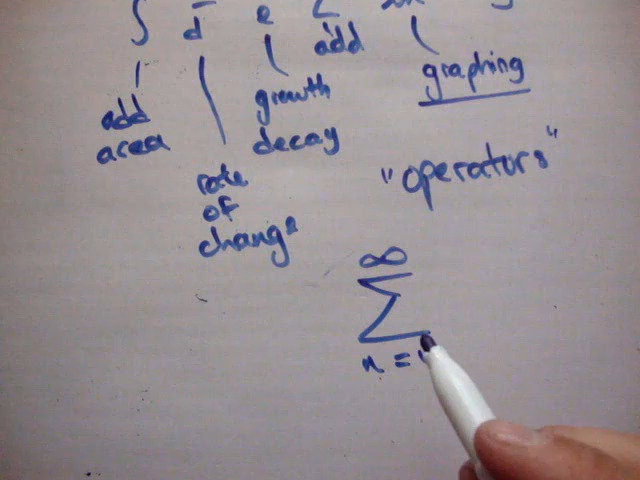 ∫ d e Σ
add
graphing
add
area
growth
decay
rate
of
change
"operators"
∞
Σ
n =